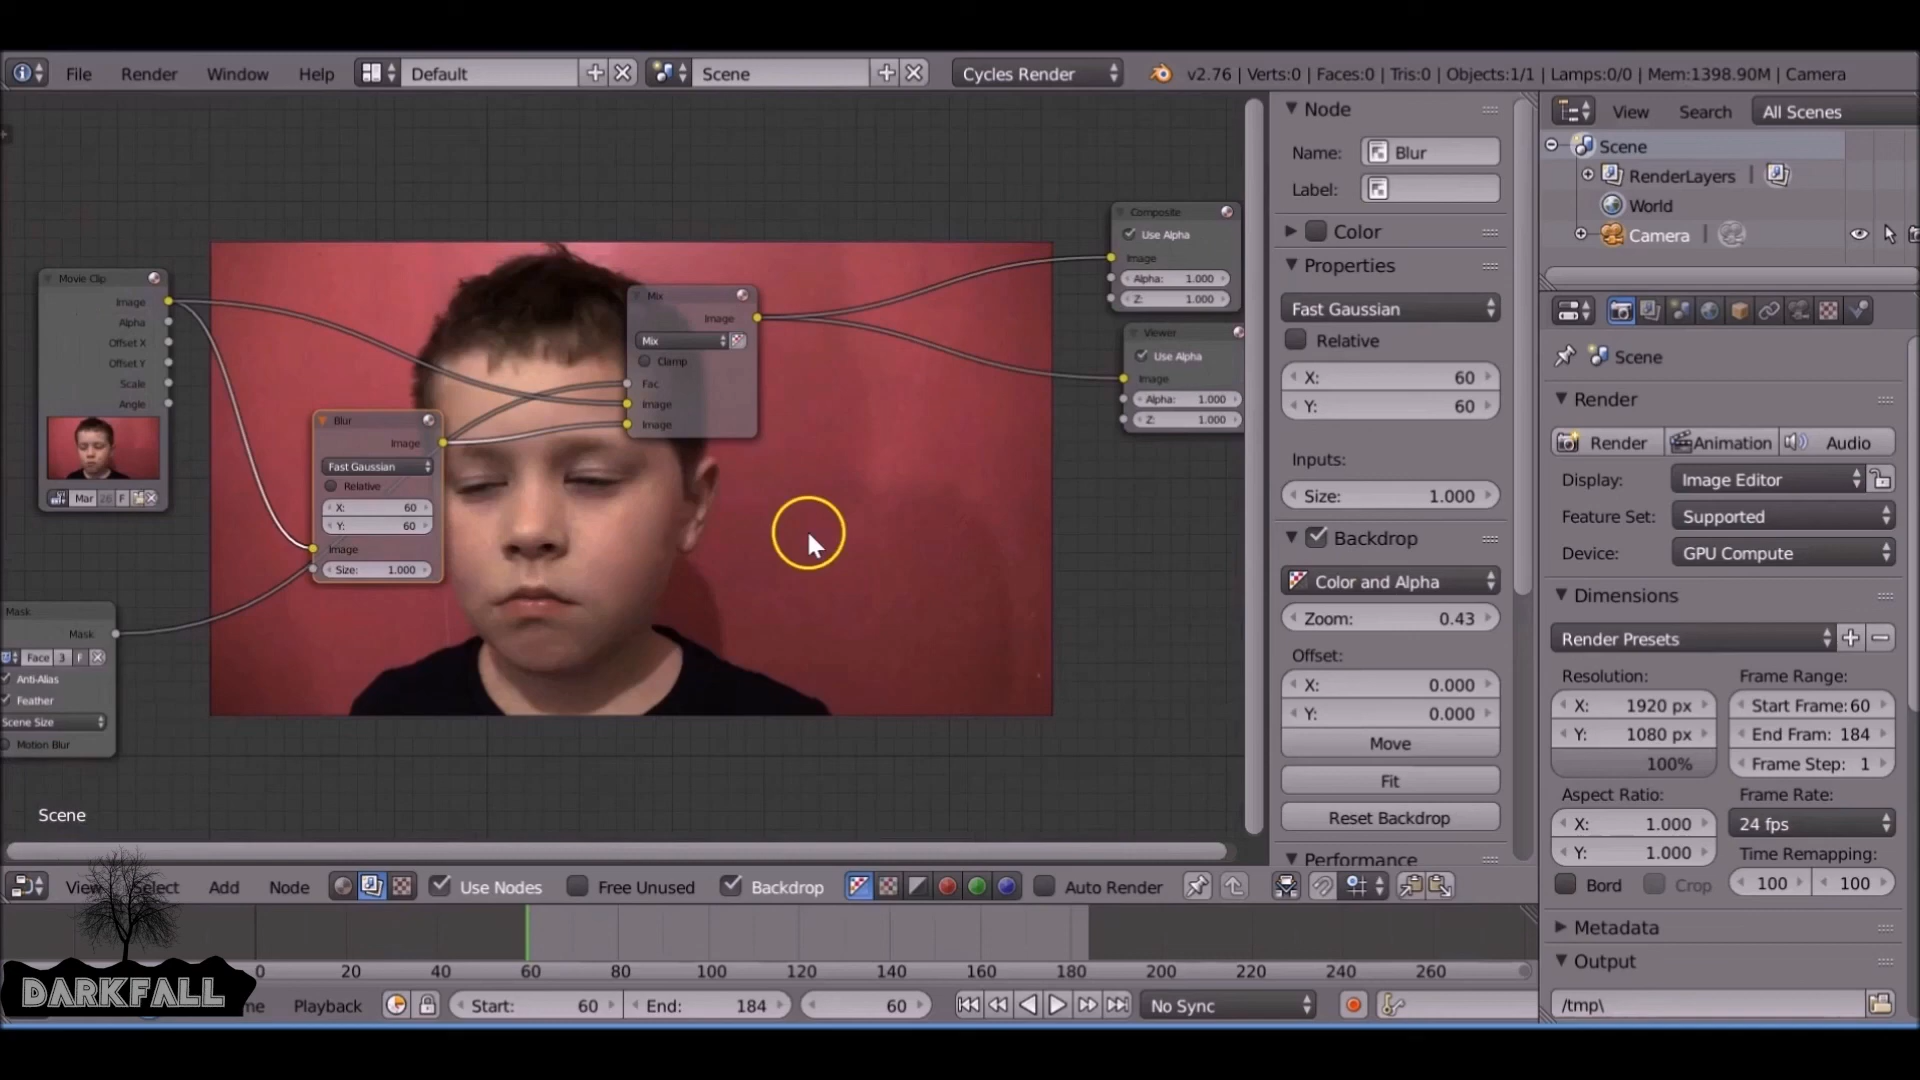 File Render Window Help Default Scene Cycles Render v2.76 | Verts:0 | Faces:0 | Tris:0 | Objects:1/1 | Lamps:0/0 | Mem:1398.90M | Camera
Movie Clip
Image
Alpha
Offset X
Offset Y
Scale
Angle
Mar 26 F
Mask
Mask
Face 3 F
Anti-Alias
Feather
Scene Size
Motion Blur
Scene
Blur
Image
Fast Gaussian
Relative
X: 60
Y: 60
Image
Size: 1.000
Mix
Image
Mix
Clamp
Fac
Image
Image
Composite
Use Alpha
Image
Alpha: 1.000
Z: 1.000
Viewer
Use Alpha
Image
Alpha: 1.000
Z: 1.000
Node
Name: Blur
Label:
Color
Properties
Fast Gaussian
Relative
X: 60
Y: 60
Inputs:
Size: 1.000
Backdrop
Color and Alpha
Zoom: 0.43
Offset:
X: 0.000
Y: 0.000
Move
Fit
Reset Backdrop
Performance
View Search All Scenes
Scene
RenderLayers |
World
Camera |
Scene
Render
Render Animation Audio
Display: Image Editor
Feature Set: Supported
Device: GPU Compute
Dimensions
Render Presets
Resolution: Frame Range:
X: 1920 px Start Frame: 60
Y: 1080 px End Fram: 184
100% Frame Step: 1
Aspect Ratio: Frame Rate:
X: 1.000 24 fps
Y: 1.000 Time Remapping:
Bord Crop 100 100
Metadata
Output
/tmp\
View Select Add Node Use Nodes Free Unused Backdrop Auto Render
0 20 40 60 80 100 120 140 160 180 200 220 240 260
me Playback Start: 60 End: 184 60 No Sync
DARKFALL